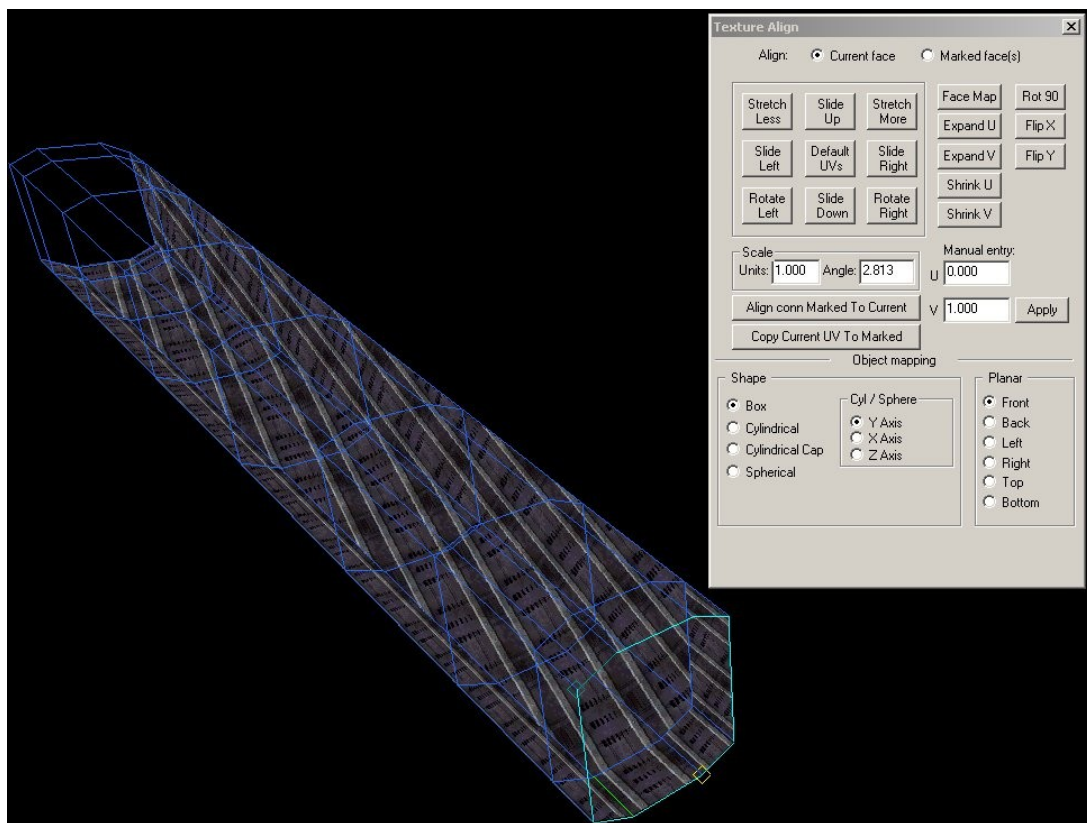 Texture Align
Align: Current face Marked face(s)
Stretch Less
Slide Up
Stretch More
Slide Left
Default UVs
Slide Right
Rotate Left
Slide Down
Rotate Right
Face Map
Rot 90
Expand U
Flip X
Expand V
Flip Y
Shrink U
Shrink V
Scale
Units: 1.000 Angle: 2.813
Manual entry:
U 0.000
Align conn Marked To Current
V 1.000 Apply
Copy Current UV To Marked
Object mapping
Shape
Box
Cylindrical
Cylindrical Cap
Spherical
Cyl / Sphere
Y Axis
X Axis
Z Axis
Planar
Front
Back
Left
Right
Top
Bottom